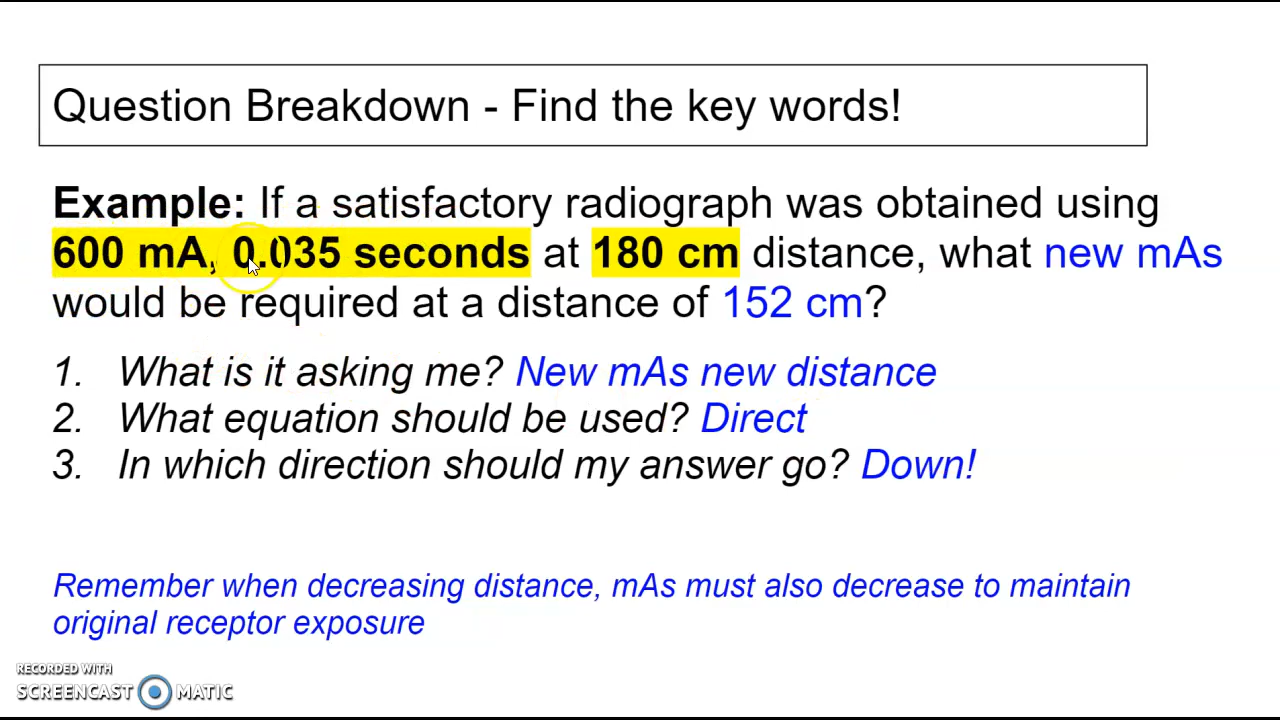 Question Breakdown - Find the key words!
Example: If a satisfactory radiograph was obtained using
600 mA, 0.035 seconds at 180 cm distance, what new mAs
would be required at a distance of 152 cm?
1. What is it asking me? New mAs new distance
2. What equation should be used? Direct
3. In which direction should my answer go? Down!
Remember when decreasing distance, mAs must also decrease to maintain
original receptor exposure
RECORDED WITH
SCREENCAST MATIC